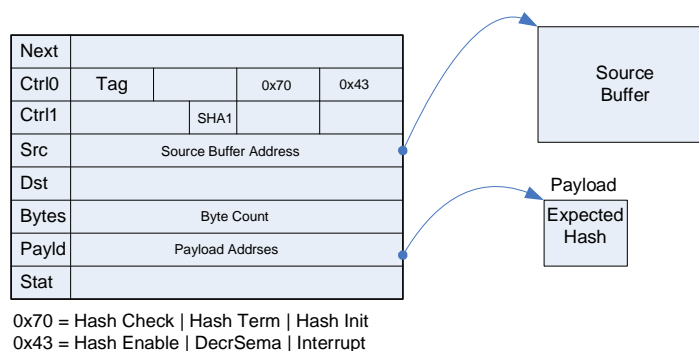 Next
Ctrl0 Tag 0x70 0x43
Ctrl1 SHA1
Src Source Buffer Address
Dst
Bytes Byte Count
Payld Payload Addrses
Stat
Source
Buffer
Payload
Expected
Hash
0x70 = Hash Check | Hash Term | Hash Init
0x43 = Hash Enable | DecrSema | Interrupt